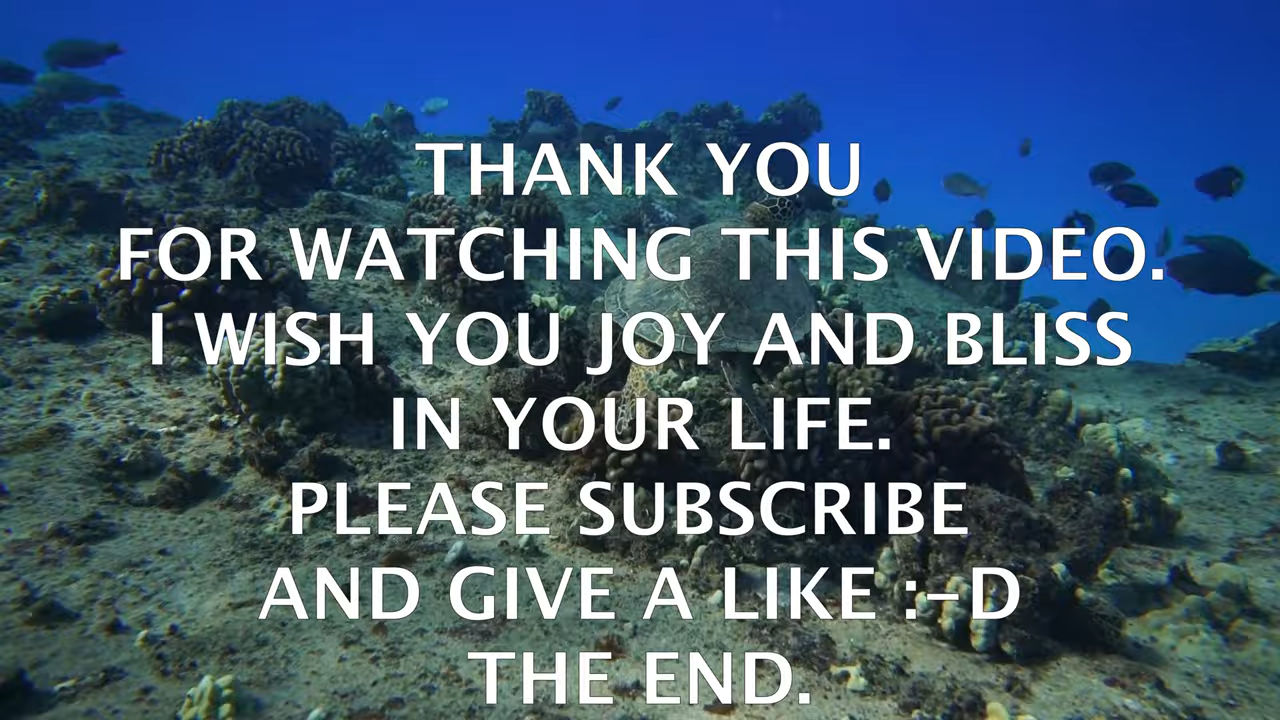 THANK YOU
FOR WATCHING THIS VIDEO.
I WISH YOU JOY AND BLISS
IN YOUR LIFE.
PLEASE SUBSCRIBE
AND GIVE A LIKE :-D
THE END.